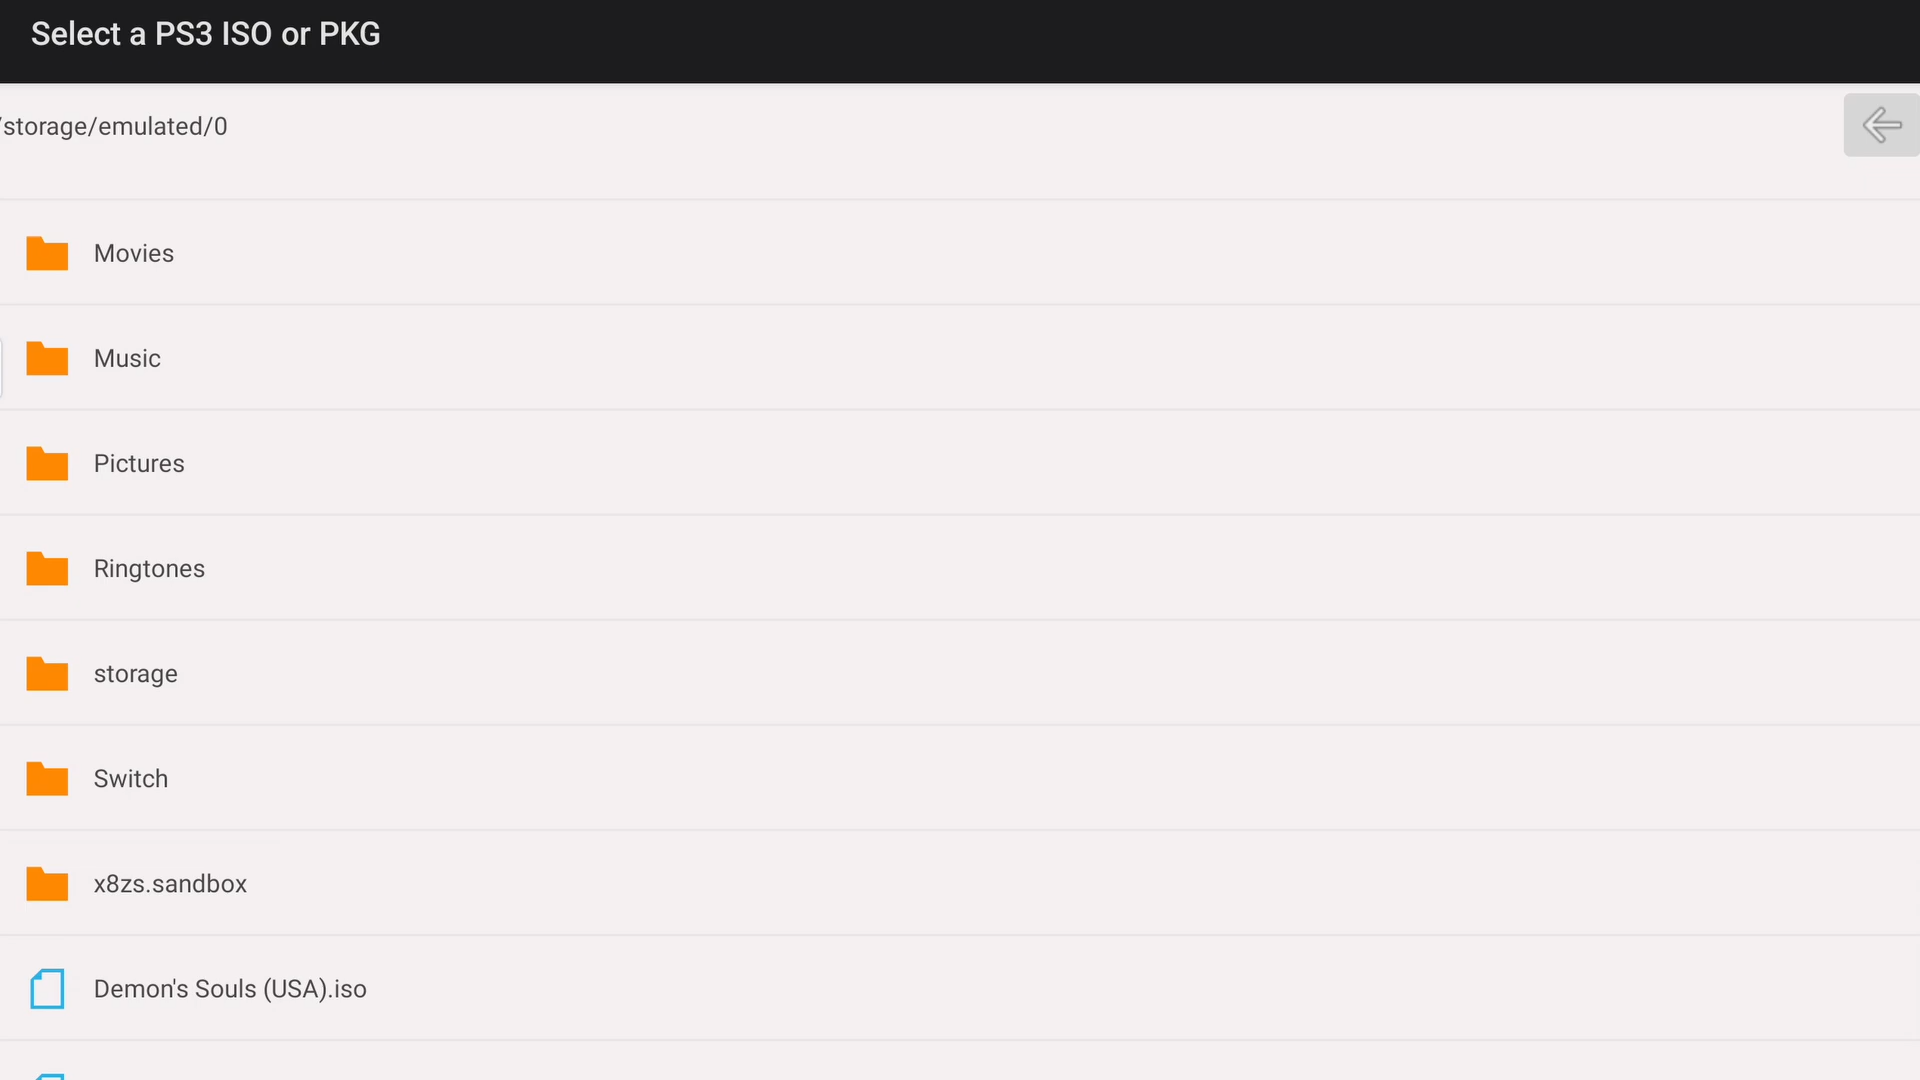 Select a PS3 ISO or PKG
/storage/emulated/0
Movies
Music
Pictures
Ringtones
storage
Switch
x8zs.sandbox
Demon's Souls (USA).iso